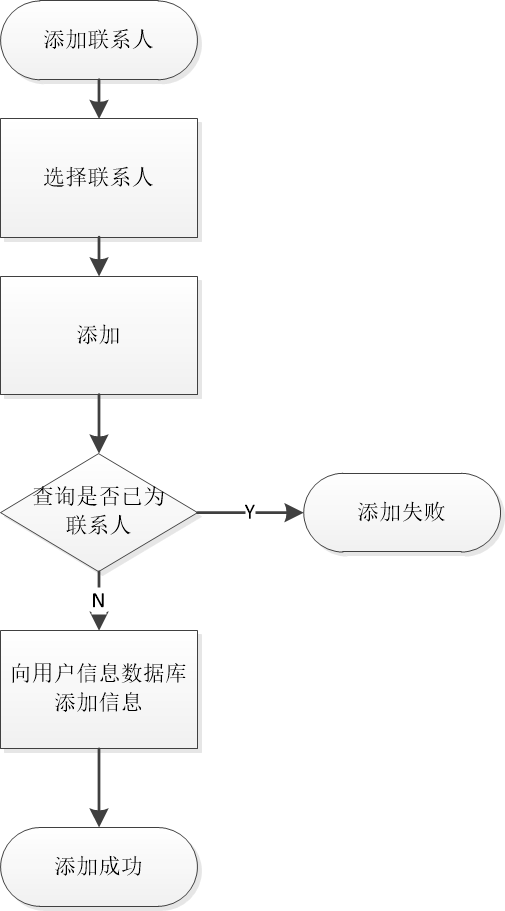 添加联系人
选择联系人
添加
查询是否已为
联系人
Y
添加失败
N
向用户信息数据库
添加信息
添加成功